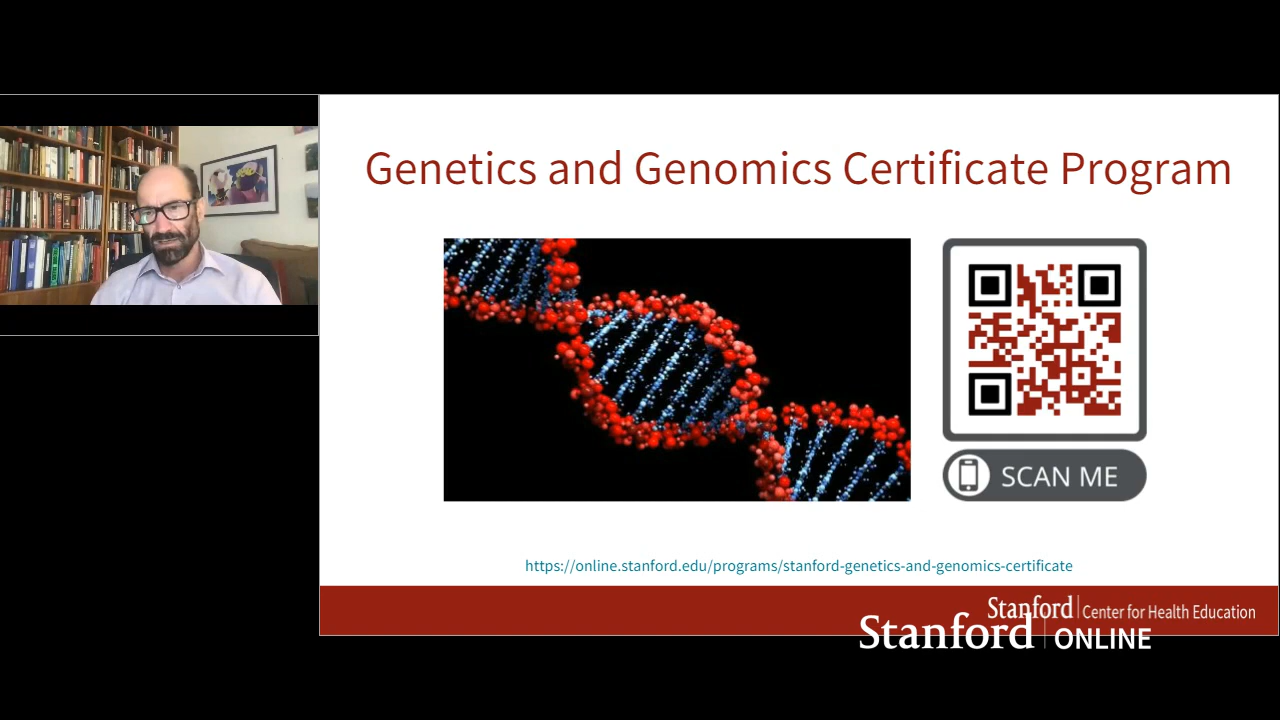 Genetics and Genomics Certificate Program
SCAN ME
https://online.stanford.edu/programs/stanford-genetics-and-genomics-certificate
Stanford | Center for Health Education
Stanford | ONLINE